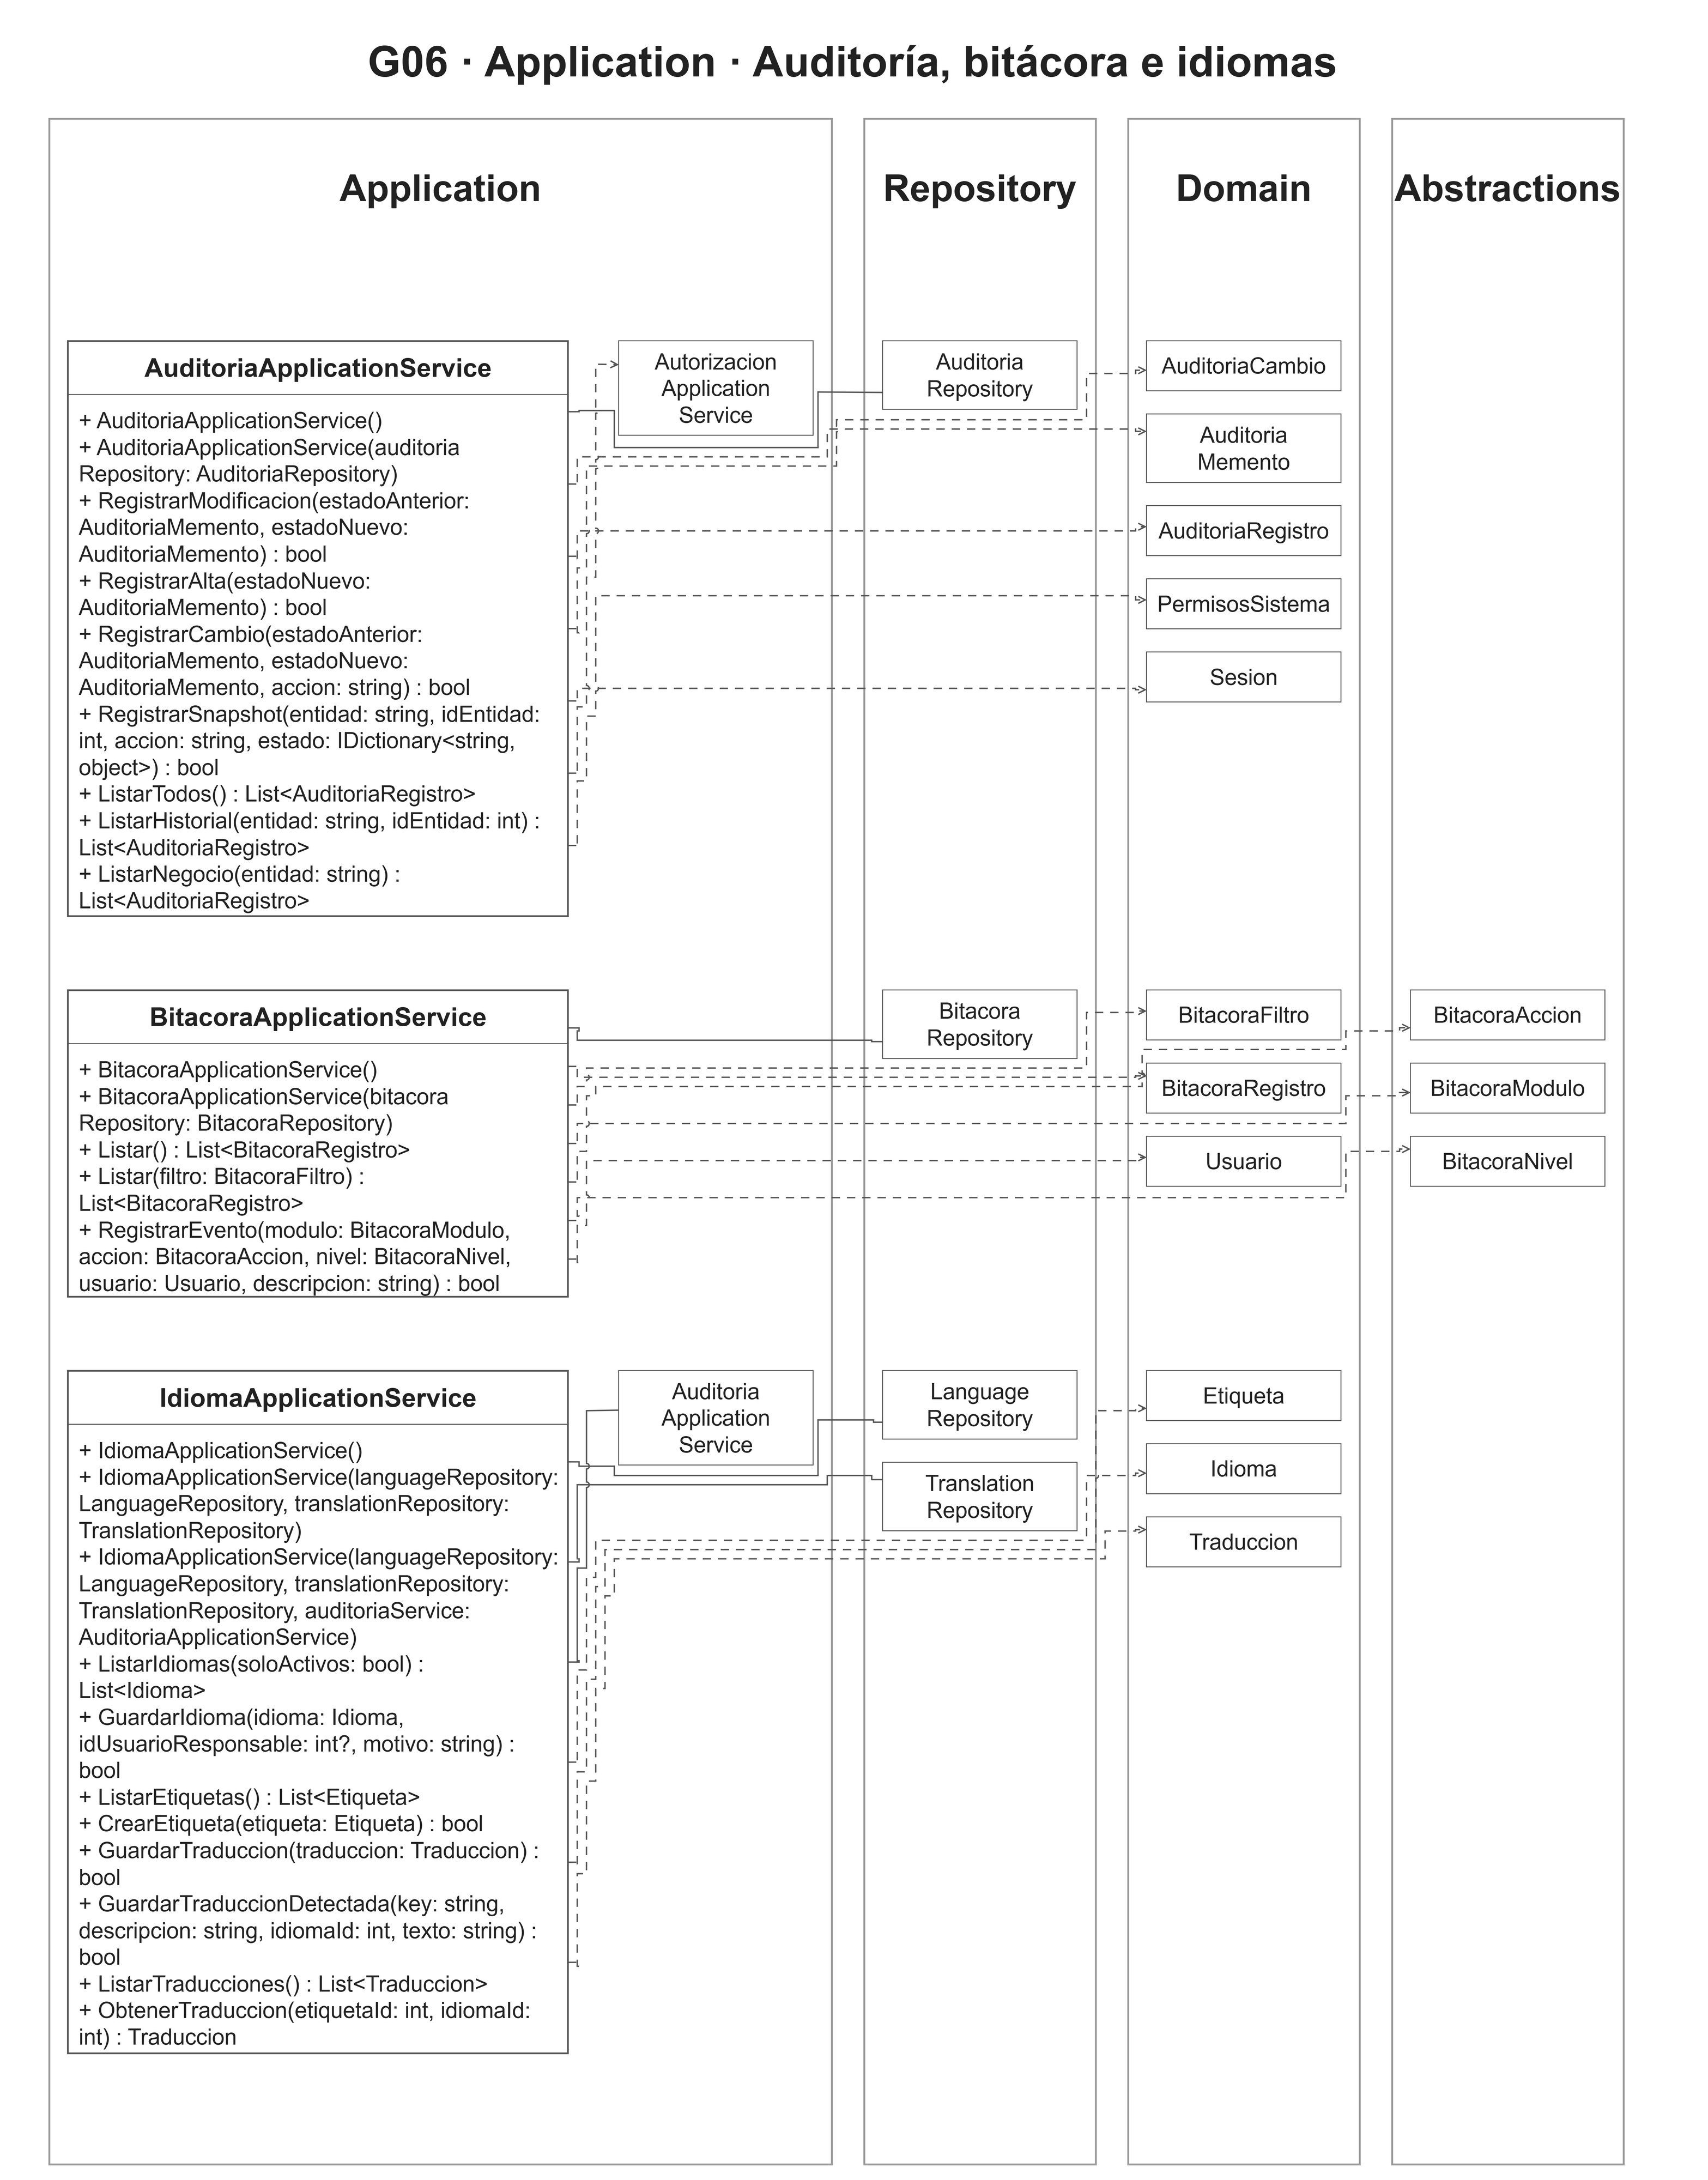 G06 · Application · Auditoría, bitácora e idiomas
Application
Repository
Domain
Abstractions
AuditoriaApplicationService
+ AuditoriaApplicationService()
+ AuditoriaApplicationService(auditoria
Repository: AuditoriaRepository)
+ RegistrarModificacion(estadoAnterior:
AuditoriaMemento, estadoNuevo:
AuditoriaMemento) : bool
+ RegistrarAlta(estadoNuevo:
AuditoriaMemento) : bool
+ RegistrarCambio(estadoAnterior:
AuditoriaMemento, estadoNuevo:
AuditoriaMemento, accion: string) : bool
+ RegistrarSnapshot(entidad: string, idEntidad:
int, accion: string, estado: IDictionary<string,
object>) : bool
+ ListarTodos() : List<AuditoriaRegistro>
+ ListarHistorial(entidad: string, idEntidad: int) :
List<AuditoriaRegistro>
+ ListarNegocio(entidad: string) :
List<AuditoriaRegistro>
Autorizacion
Application
Service
Auditoria
Repository
AuditoriaCambio
Auditoria
Memento
AuditoriaRegistro
PermisosSistema
Sesion
BitacoraApplicationService
+ BitacoraApplicationService()
+ BitacoraApplicationService(bitacora
Repository: BitacoraRepository)
+ Listar() : List<BitacoraRegistro>
+ Listar(filtro: BitacoraFiltro) :
List<BitacoraRegistro>
+ RegistrarEvento(modulo: BitacoraModulo,
accion: BitacoraAccion, nivel: BitacoraNivel,
usuario: Usuario, descripcion: string) : bool
Bitacora
Repository
BitacoraFiltro
BitacoraRegistro
Usuario
BitacoraAccion
BitacoraModulo
BitacoraNivel
IdiomaApplicationService
+ IdiomaApplicationService()
+ IdiomaApplicationService(languageRepository:
LanguageRepository, translationRepository:
TranslationRepository)
+ IdiomaApplicationService(languageRepository:
LanguageRepository, translationRepository:
TranslationRepository, auditoriaService:
AuditoriaApplicationService)
+ ListarIdiomas(soloActivos: bool) :
List<Idioma>
+ GuardarIdioma(idioma: Idioma,
idUsuarioResponsable: int?, motivo: string) :
bool
+ ListarEtiquetas() : List<Etiqueta>
+ CrearEtiqueta(etiqueta: Etiqueta) : bool
+ GuardarTraduccion(traduccion: Traduccion) :
bool
+ GuardarTraduccionDetectada(key: string,
descripcion: string, idiomaId: int, texto: string) :
bool
+ ListarTraducciones() : List<Traduccion>
+ ObtenerTraduccion(etiquetaId: int, idiomaId:
int) : Traduccion
Auditoria
Application
Service
Language
Repository
Translation
Repository
Etiqueta
Idioma
Traduccion